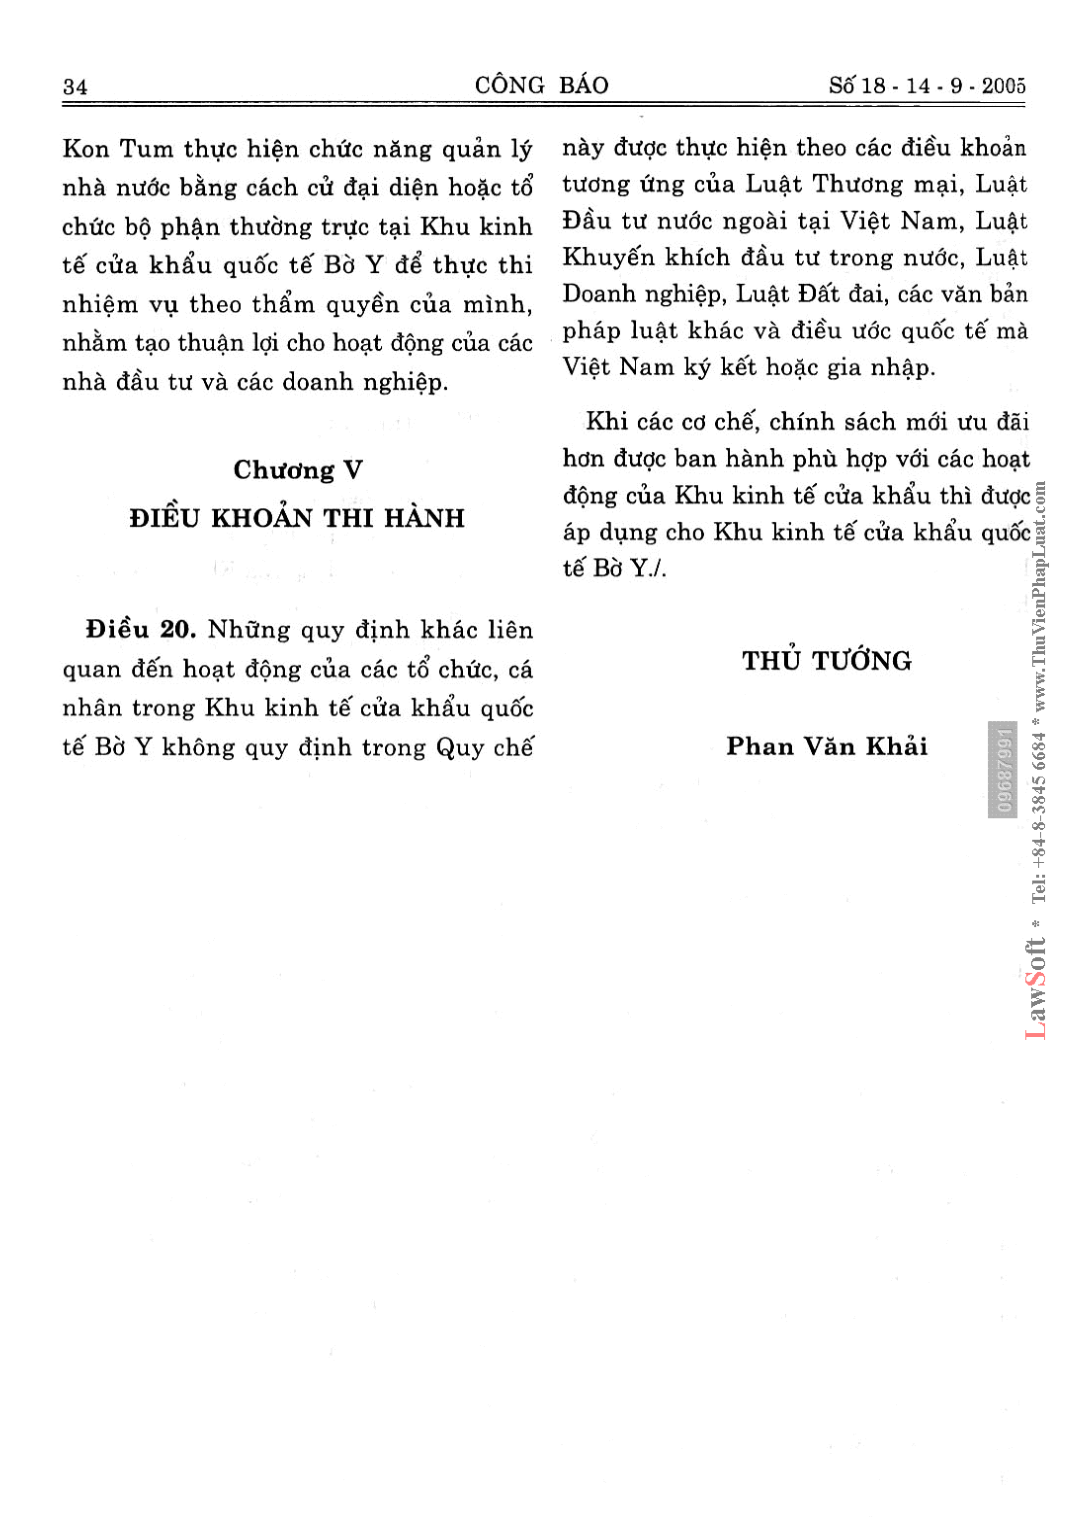 34
CÔNG BÁO
Số 18 - 14 - 9 - 2005
Kon Tum thực hiện chức năng quản lý
nhà nước bằng cách cử đại diện hoặc tổ
chức bộ phận thường trực tại Khu kinh
tế cửa khẩu quốc tế Bờ Y để thực thi
nhiệm vụ theo thẩm quyền của mình,
nhằm tạo thuận lợi cho hoạt động của các
nhà đầu tư và các doanh nghiệp.
Chương V
ĐIỀU KHOẢN THI HÀNH
Điều 20. Những quy định khác liên
quan đến hoạt động của các tổ chức, cá
nhân trong Khu kinh tế cửa khẩu quốc
tế Bờ Y không quy định trong Quy chế
này được thực hiện theo các điều khoản
tương ứng của Luật Thương mại, Luật
Đầu tư nước ngoài tại Việt Nam, Luật
Khuyến khích đầu tư trong nước, Luật
Doanh nghiệp, Luật Đất đai, các văn bản
pháp luật khác và điều ước quốc tế mà
Việt Nam ký kết hoặc gia nhập.
Khi các cơ chế, chính sách mới ưu đãi
hơn được ban hành phù hợp với các hoạt
động của Khu kinh tế cửa khẩu thì được
áp dụng cho Khu kinh tế cửa khẩu quốc
tế Bờ Y./.
THỦ TƯỚNG
Phan Văn Khải
09687991
LawSoft * Tel: +84-8-3845 6684 * www.ThuVienPhapLuat.com